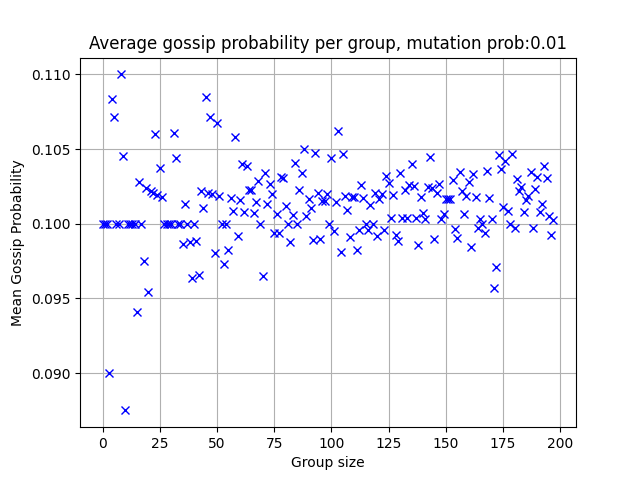 Average gossip probability per group, mutation prob:0.01
0.110
0.105
0.100
0.095
0.090
Mean Gossip Probability
0 25 50 75 100 125 150 175 200
Group size